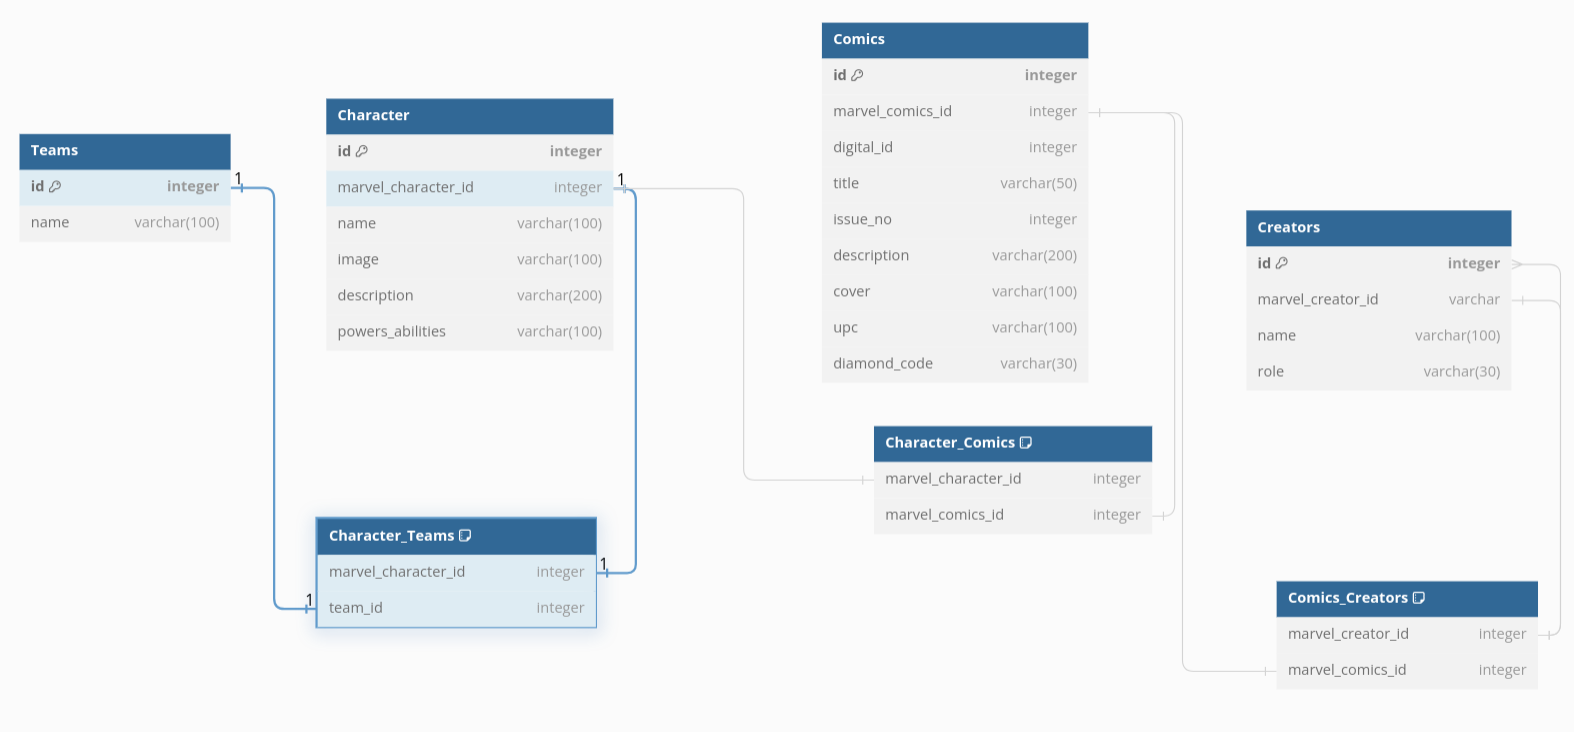 Teams
id integer
name varchar(100)
1
Character
id integer
marvel_character_id integer
name varchar(100)
image varchar(100)
description varchar(200)
powers_abilities varchar(100)
1
Character_Teams
marvel_character_id integer
team_id integer
1
1
Comics
id integer
marvel_comics_id integer
digital_id integer
title varchar(50)
issue_no integer
description varchar(200)
cover varchar(100)
upc varchar(100)
diamond_code varchar(30)
Character_Comics
marvel_character_id integer
marvel_comics_id integer
Creators
id integer
marvel_creator_id varchar
name varchar(100)
role varchar(30)
Comics_Creators
marvel_creator_id integer
marvel_comics_id integer